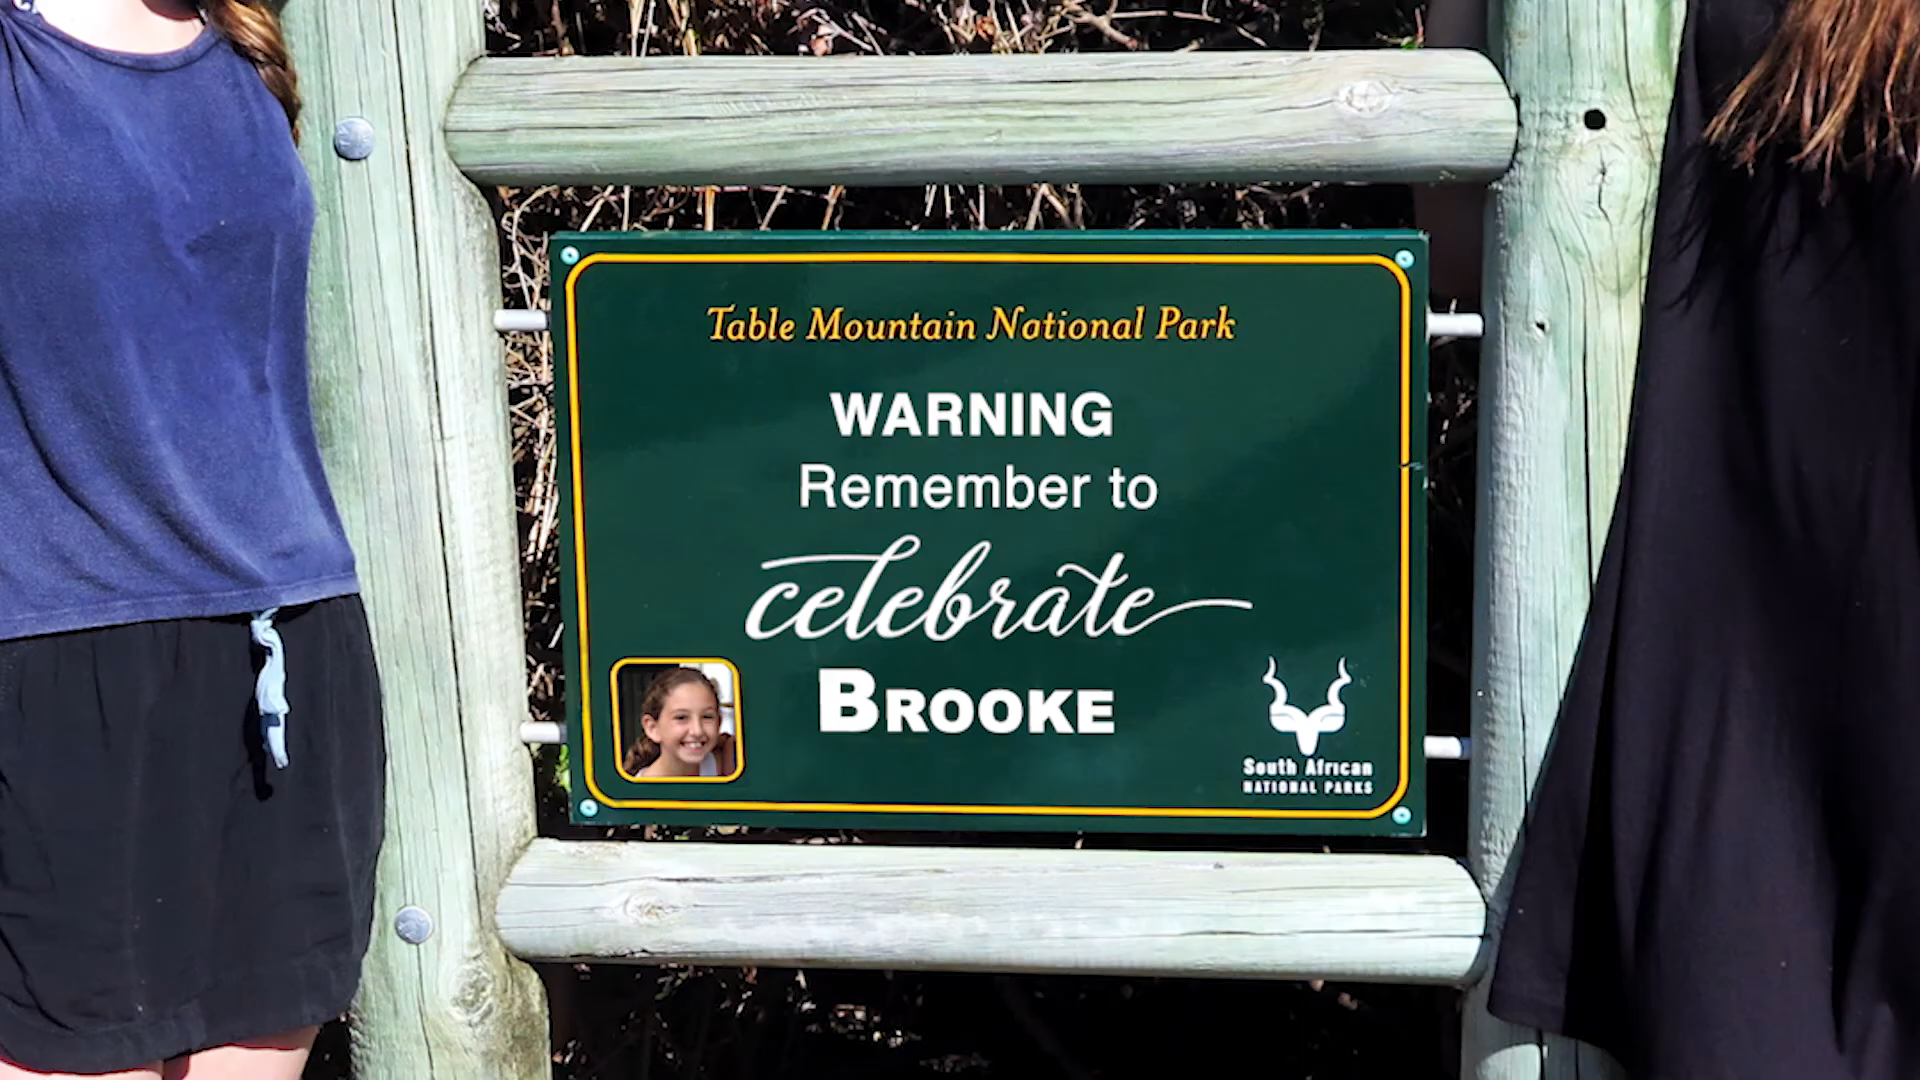 Table Mountain National Park
WARNING
Remember to
celebrate
BROOKE
South African
NATIONAL PARKS